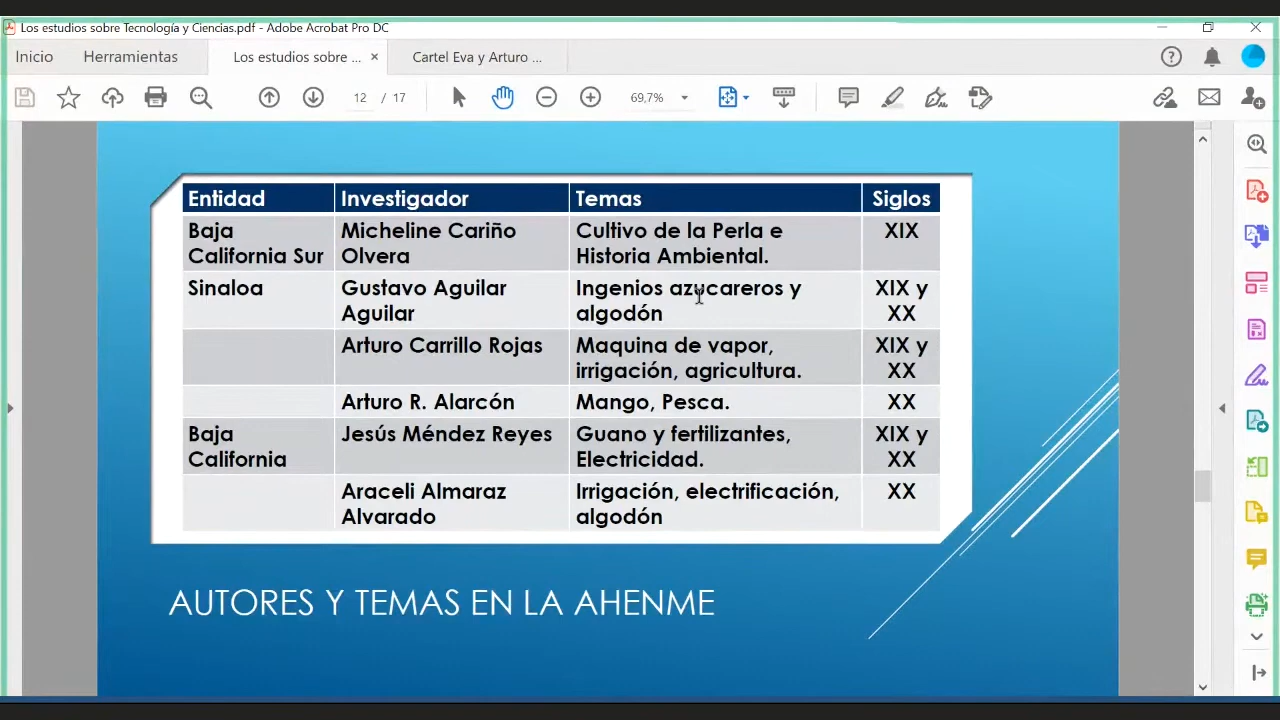 Los estudios sobre Tecnología y Ciencias.pdf - Adobe Acrobat Pro DC
Inicio Herramientas Los estudios sobre ... × Cartel Eva y Arturo ...
12 / 17 69,7%
Entidad Investigador Temas Siglos
Baja Micheline Cariño Cultivo de la Perla e XIX
California Sur Olvera Historia Ambiental.
Sinaloa Gustavo Aguilar Ingenios azucareros y XIX y
Aguilar algodón XX
Arturo Carrillo Rojas Maquina de vapor, XIX y
irrigación, agricultura. XX
Arturo R. Alarcón Mango, Pesca. XX
Baja Jesús Méndez Reyes Guano y fertilizantes, XIX y
California Electricidad. XX
Araceli Almaraz Irrigación, electrificación, XX
Alvarado algodón
AUTORES Y TEMAS EN LA AHENME